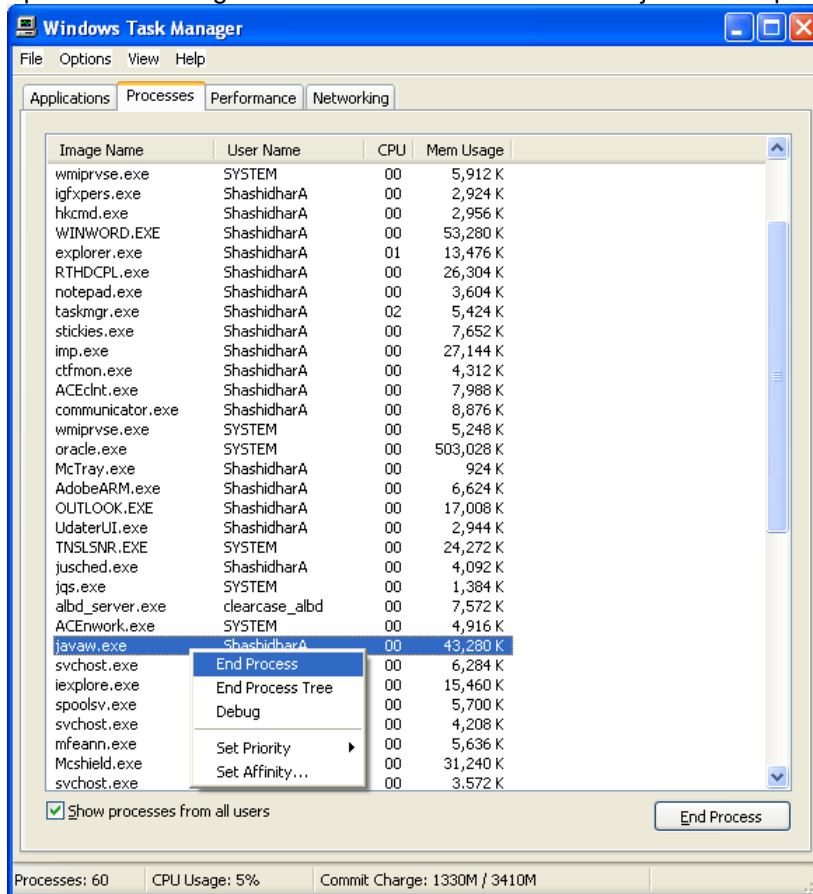 Windows Task Manager
File Options View Help
Applications Processes Performance Networking
Image Name User Name CPU Mem Usage
wmiprvse.exe SYSTEM 00 5,912 K
igfxpers.exe ShashidharA 00 2,924 K
hkcmd.exe ShashidharA 00 2,956 K
WINWORD.EXE ShashidharA 00 53,280 K
explorer.exe ShashidharA 01 13,476 K
RTHDCPL.exe ShashidharA 00 26,304 K
notepad.exe ShashidharA 00 3,604 K
taskmgr.exe ShashidharA 02 5,424 K
stickies.exe ShashidharA 00 7,652 K
imp.exe ShashidharA 00 27,144 K
ctfmon.exe ShashidharA 00 4,312 K
ACEclnt.exe ShashidharA 00 7,988 K
communicator.exe ShashidharA 00 8,876 K
wmiprvse.exe SYSTEM 00 5,248 K
oracle.exe SYSTEM 00 503,028 K
McTray.exe ShashidharA 00 924 K
AdobeARM.exe ShashidharA 00 6,624 K
OUTLOOK.EXE ShashidharA 00 17,008 K
UdaterUI.exe ShashidharA 00 2,944 K
TNSLSNR.EXE SYSTEM 00 24,272 K
jusched.exe ShashidharA 00 4,092 K
jqs.exe SYSTEM 00 1,384 K
albd_server.exe clearcase_albd 00 7,572 K
ACEnwork.exe SYSTEM 00 4,916 K
javaw.exe ShashidharA 00 43,280 K
svchost.exe End Process 00 6,284 K
iexplore.exe End Process Tree 00 15,460 K
spoolsv.exe Debug 00 5,700 K
svchost.exe 00 4,208 K
mfeann.exe Set Priority 00 5,636 K
Mcshield.exe Set Affinity... 00 31,240 K
svchost.exe 00 3,572 K
Show processes from all users End Process
Processes: 60 CPU Usage: 5% Commit Charge: 1330M / 3410M